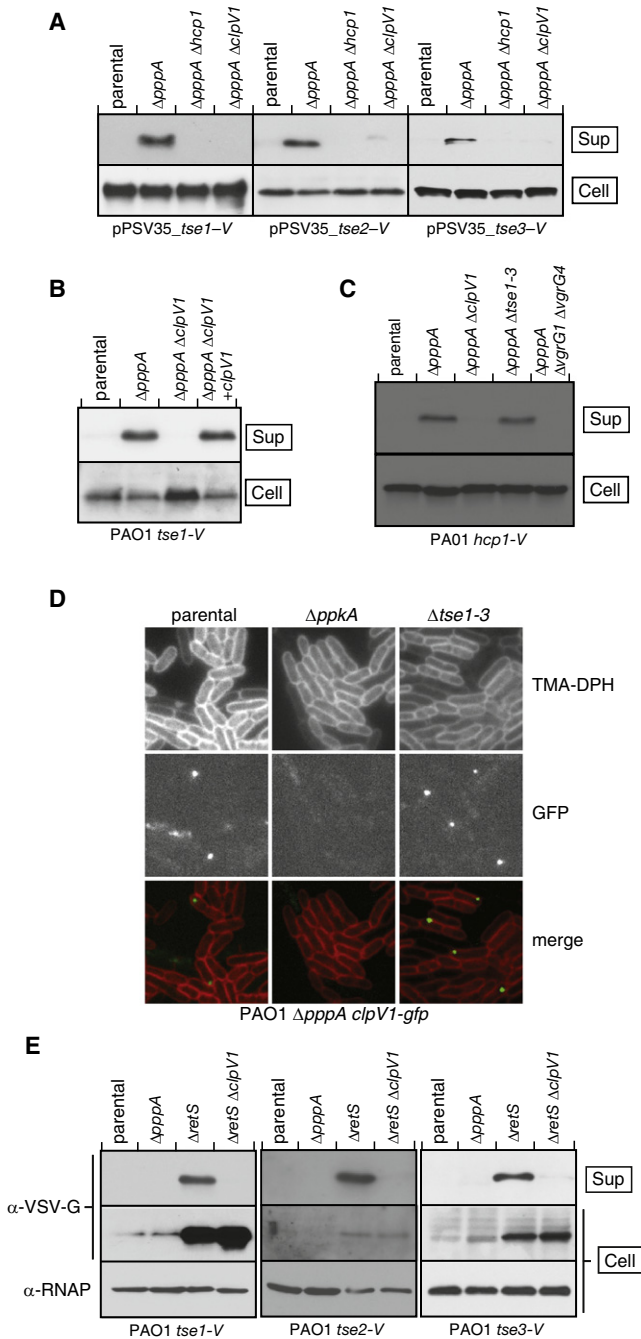 A
parental
ΔpppA
ΔpppA Δhcp1
ΔpppA ΔclpV1
parental
ΔpppA
ΔpppA Δhcp1
ΔpppA ΔclpV1
parental
ΔpppA
ΔpppA Δhcp1
ΔpppA ΔclpV1
Sup
Cell
pPSV35_tse1–V
pPSV35_tse2–V
pPSV35_tse3–V
B
parental
ΔpppA
ΔpppA ΔclpV1
ΔpppA ΔclpV1
+clpV1
Sup
Cell
PAO1 tse1-V
C
parental
ΔpppA
ΔpppA ΔclpV1
ΔpppA Δtse1-3
ΔpppA
ΔvgrG1 ΔvgrG4
Sup
Cell
PA01 hcp1-V
D
parental
ΔppkA
Δtse1-3
TMA-DPH
GFP
merge
PAO1 ΔpppA clpV1-gfp
E
parental
ΔpppA
ΔretS
ΔretS ΔclpV1
parental
ΔpppA
ΔretS
ΔretS ΔclpV1
parental
ΔpppA
ΔretS
ΔretS ΔclpV1
α-VSV-G
Sup
Cell
α-RNAP
PAO1 tse1-V
PAO1 tse2-V
PAO1 tse3-V